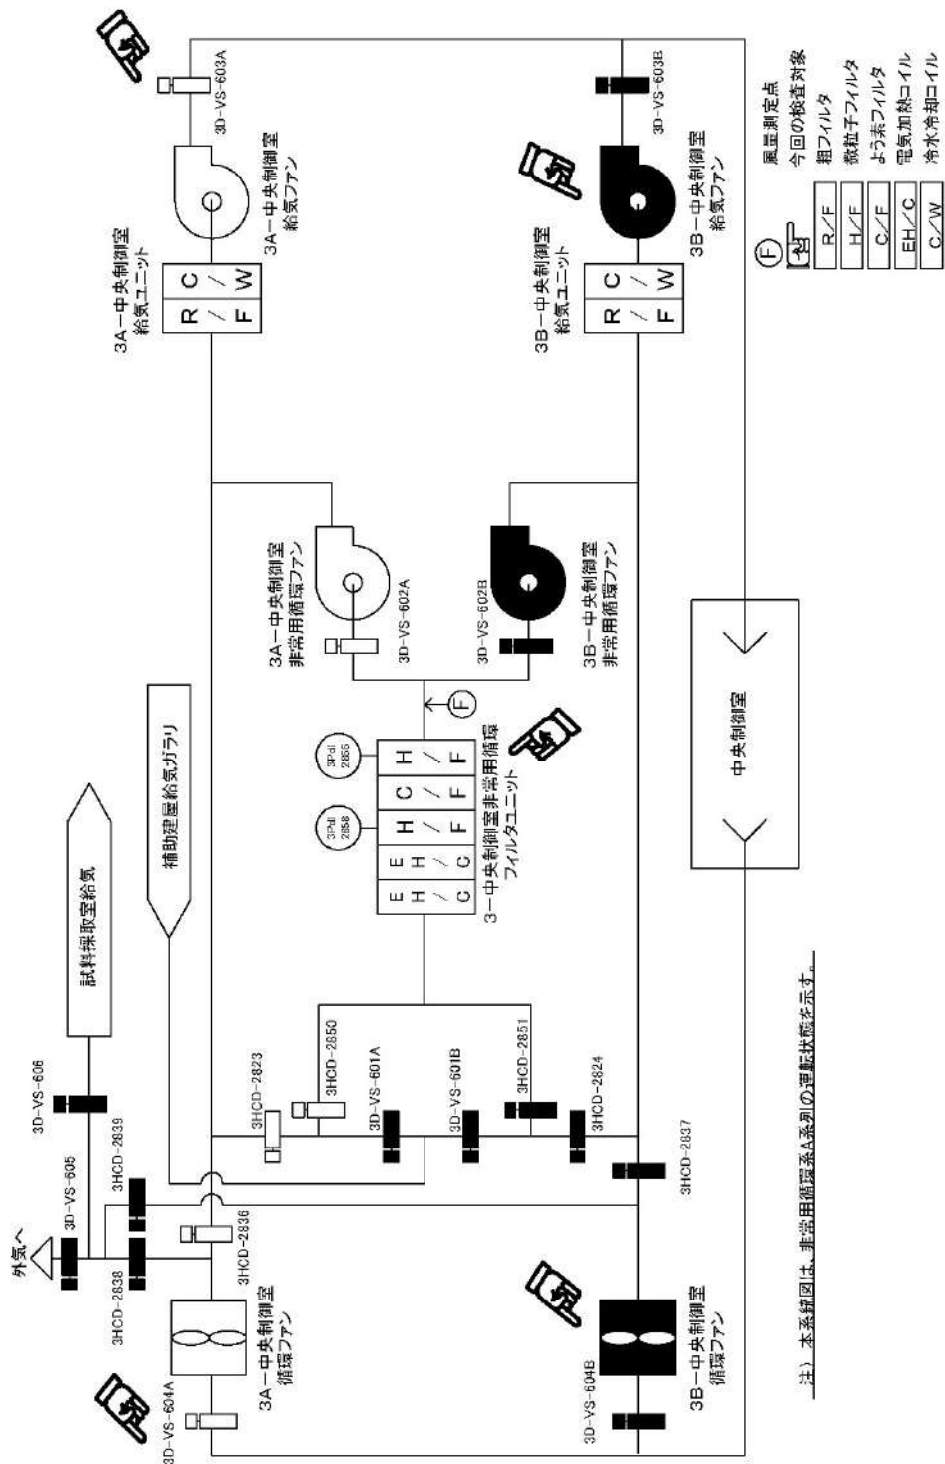 外気へ
3D-VS-605
3D-VS-606
試料採取室給気
補助建屋給気ガラリ
3HCD-2839
3HCD-2838
3HCD-2836
3D-VS-604A
3A-中央制御室
循環ファン
3HCD-2823
3HCD-2850
3D-VS-601A
3D-VS-601B
3HCD-2851
3HCD-2824
3HCD-2837
3D-VS-604B
3B-中央制御室
循環ファン
EH/C
EH/C
H/F
C/F
H/F
3PdI
2858
3PdI
3-中央制御室非常用循環
フィルタユニット
F
3D-VS-602A
3A-中央制御室
非常用循環ファン
3D-VS-602B
3B-中央制御室
非常用循環ファン
3A-中央制御室
給気ユニット
R/F
C/W
3A-中央制御室
給気ファン
3D-VS-603A
3B-中央制御室
給気ユニット
R/F
C/W
3B-中央制御室
給気ファン
3D-VS-603B
中央制御室
F 風量測定点
今回の検査対象
R/F 粗フィルタ
H/F 微粒子フィルタ
C/F よう素フィルタ
EH/C 電気加熱コイル
C/W 冷水冷却コイル
注）本系統図は、非常用循環系A系列の運転状態を示す。